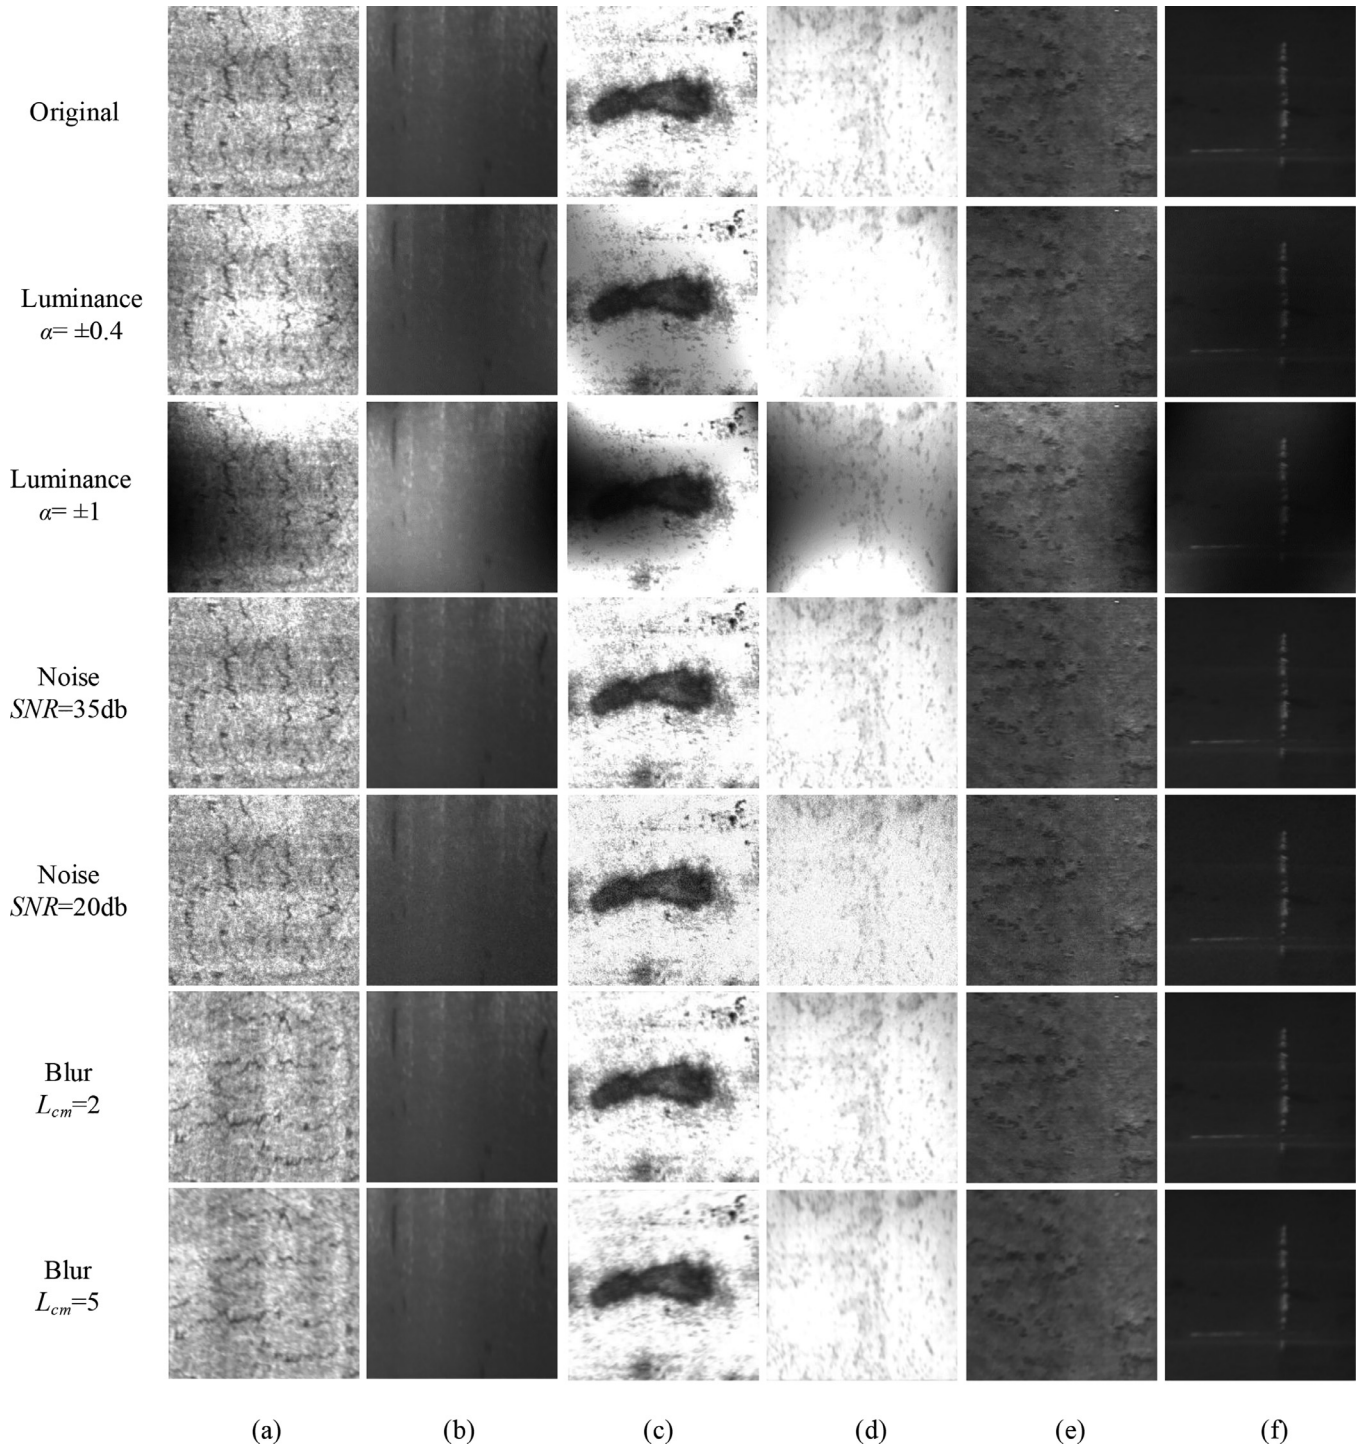 Original
Luminance
α= ±0.4
Luminance
α= ±1
Noise
SNR=35db
Noise
SNR=20db
Blur
Lcm=2
Blur
Lcm=5
(a) (b) (c) (d) (e) (f)